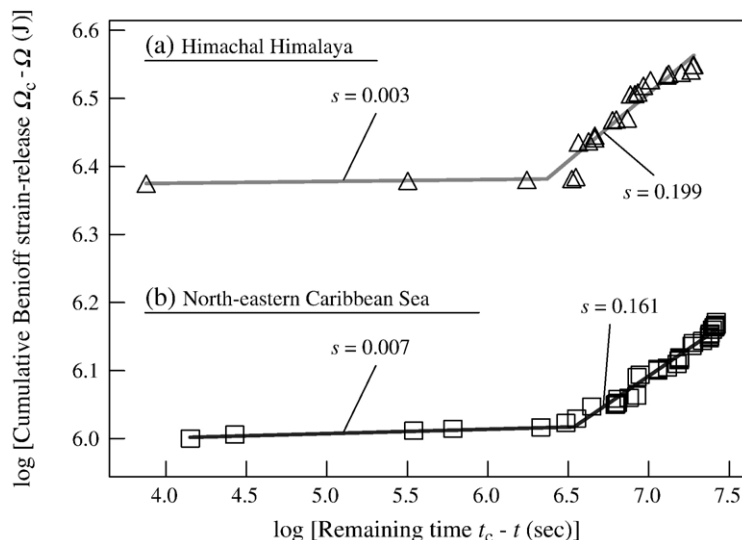 log [Cumulative Benioff strain-release Ωc - Ω (J)]
6.6
6.5
6.4
6.3
6.2
6.1
6.0
(a) Himachal Himalaya
s = 0.003
s = 0.199
(b) North-eastern Caribbean Sea
s = 0.007
s = 0.161
4.0 4.5 5.0 5.5 6.0 6.5 7.0 7.5
log [Remaining time tc - t (sec)]